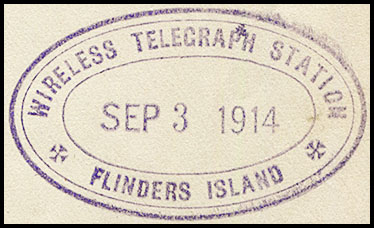 WIRELESS TELEGRAPH STATION
SEP 3 1914
FLINDERS ISLAND